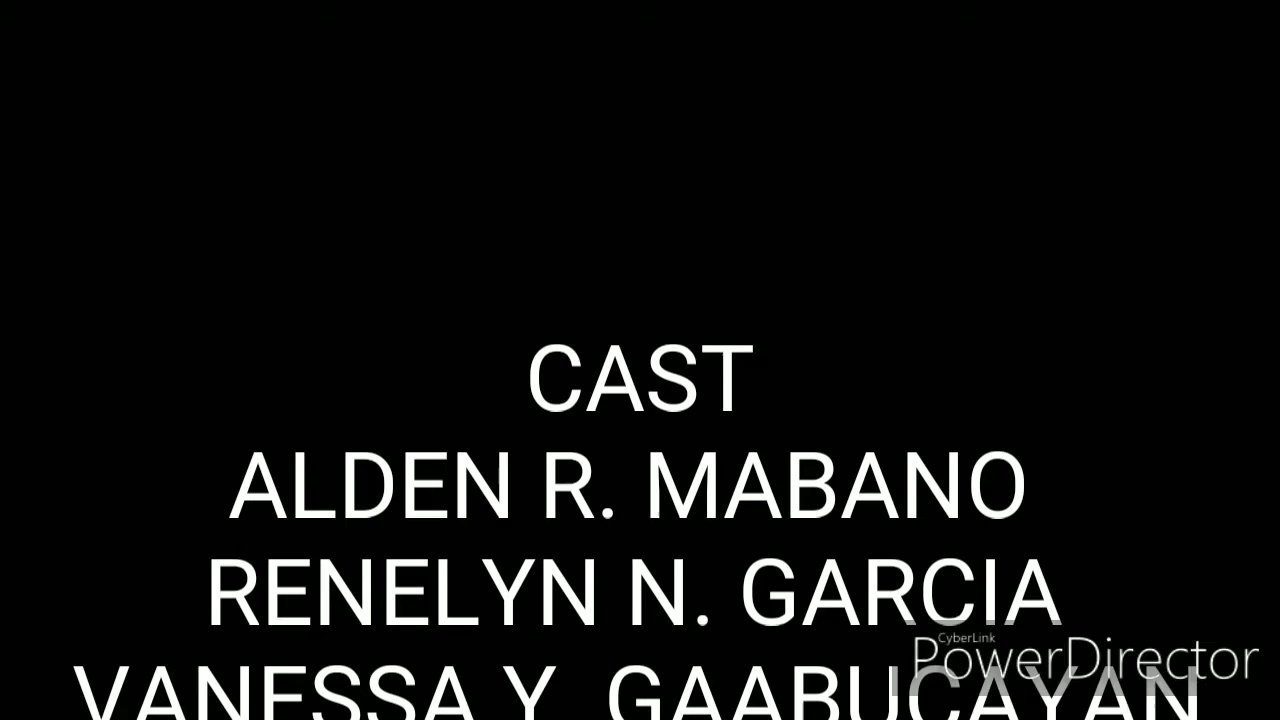 CAST
ALDEN R. MABANO
RENELYN N. GARCIA
CyberLink
PowerDirector
VANESSA Y. GAABUCAYAN